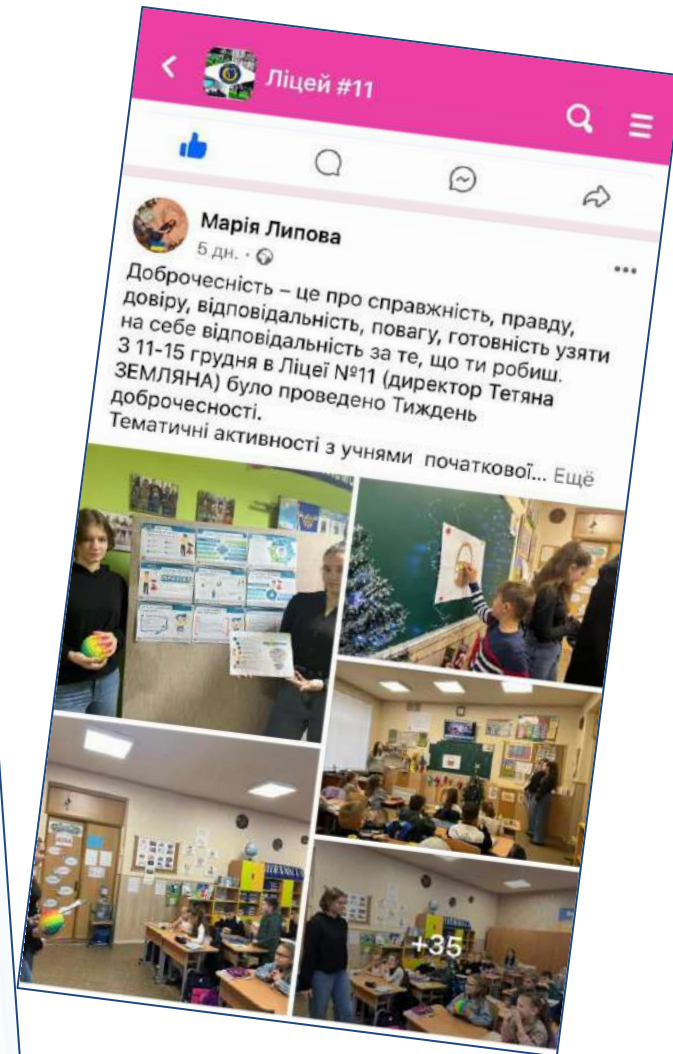 Ліцей #11
Марія Липова
5 дн.
Доброчесність – це про справжність, правду,
довіру, відповідальність, повагу, готовність узяти
на себе відповідальність за те, що ти робиш.
З 11-15 грудня в Ліцеї №11 (директор Тетяна
ЗЕМЛЯНА) було проведено Тиждень
доброчесності.
Тематичні активності з учнями початкової... Ещё
+35